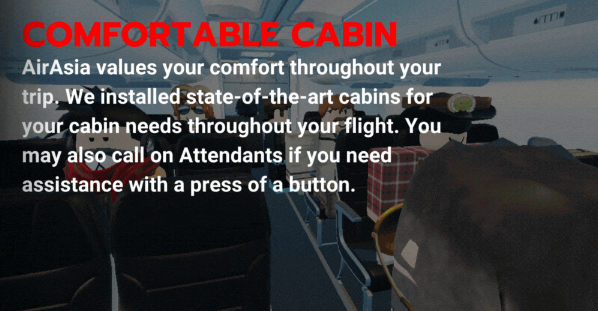 COMFORTABLE CABIN
AirAsia values your comfort throughout your
trip. We installed state-of-the-art cabins for
your cabin needs throughout your flight. You
may also call on Attendants if you need
assistance with a press of a button.